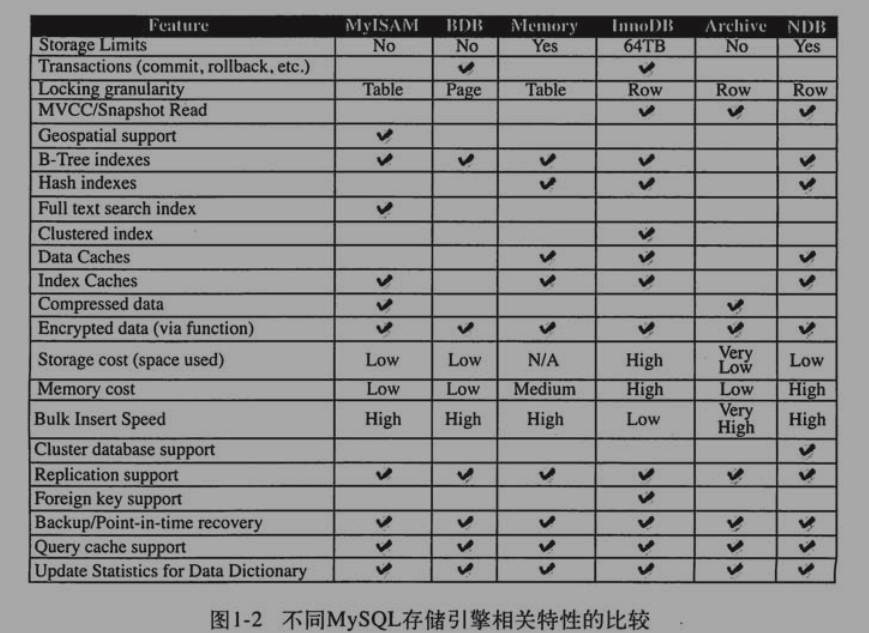 Feature MyISAM BDB Memory InnoDB Archive NDB
Storage Limits No No Yes 64TB No Yes
Transactions (commit, rollback, etc.) ✔ ✔
Locking granularity Table Page Table Row Row Row
MVCC/Snapshot Read ✔ ✔ ✔
Geospatial support ✔
B-Tree indexes ✔ ✔ ✔ ✔ ✔
Hash indexes ✔ ✔ ✔
Full text search index ✔
Clustered index ✔
Data Caches ✔ ✔ ✔
Index Caches ✔ ✔ ✔ ✔
Compressed data ✔ ✔
Encrypted data (via function) ✔ ✔ ✔ ✔ ✔ ✔
Storage cost (space used) Low Low N/A High Very Low Low
Memory cost Low Low Medium High Low High
Bulk Insert Speed High High High Low Very High High
Cluster database support ✔
Replication support ✔ ✔ ✔ ✔ ✔ ✔
Foreign key support ✔
Backup/Point-in-time recovery ✔ ✔ ✔ ✔ ✔ ✔
Query cache support ✔ ✔ ✔ ✔ ✔ ✔
Update Statistics for Data Dictionary ✔ ✔ ✔ ✔ ✔ ✔
图1-2 不同MySQL存储引擎相关特性的比较